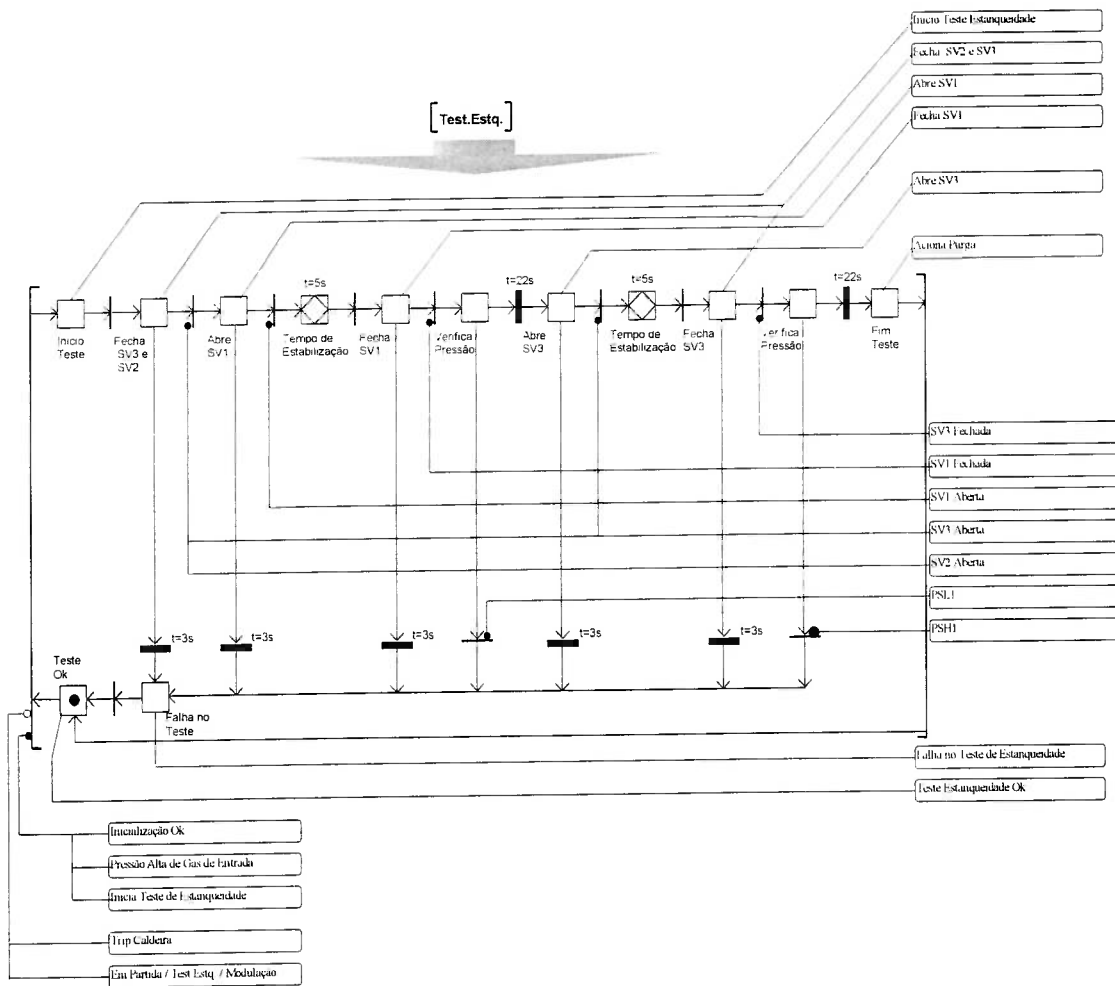 Inicio Teste Estanqueidade
Fecha SV2 e SV3
Abre SV1
Fecha SV1
[Test.Estq.]
Abre SV3
Aciona Purga
t=5s
t=22s
t=5s
t=22s
Inicio
Teste
Fecha
SV3 e
SV2
Abre
SV1
Tempo de
Estabilização
Fecha
SV1
Verifica
Pressão
Abre
SV3
Tempo de
Estabilização
Fecha
SV3
Verifica
Pressão
Fim
Teste
SV3 Fechada
SV1 Fechada
SV1 Aberta
SV3 Aberta
SV2 Aberta
PSL1
PSH1
t=3s
t=3s
t=3s
t=3s
t=3s
Teste
Ok
Falha no
Teste
Falha no Teste de Estanqueidade
Teste Estanqueidade Ok
Inicialização Ok
Pressão Alta de Gas de Entrada
Inicia Teste de Estanqueidade
Trip Caldeira
Em Partida / Test Estq / Modulação